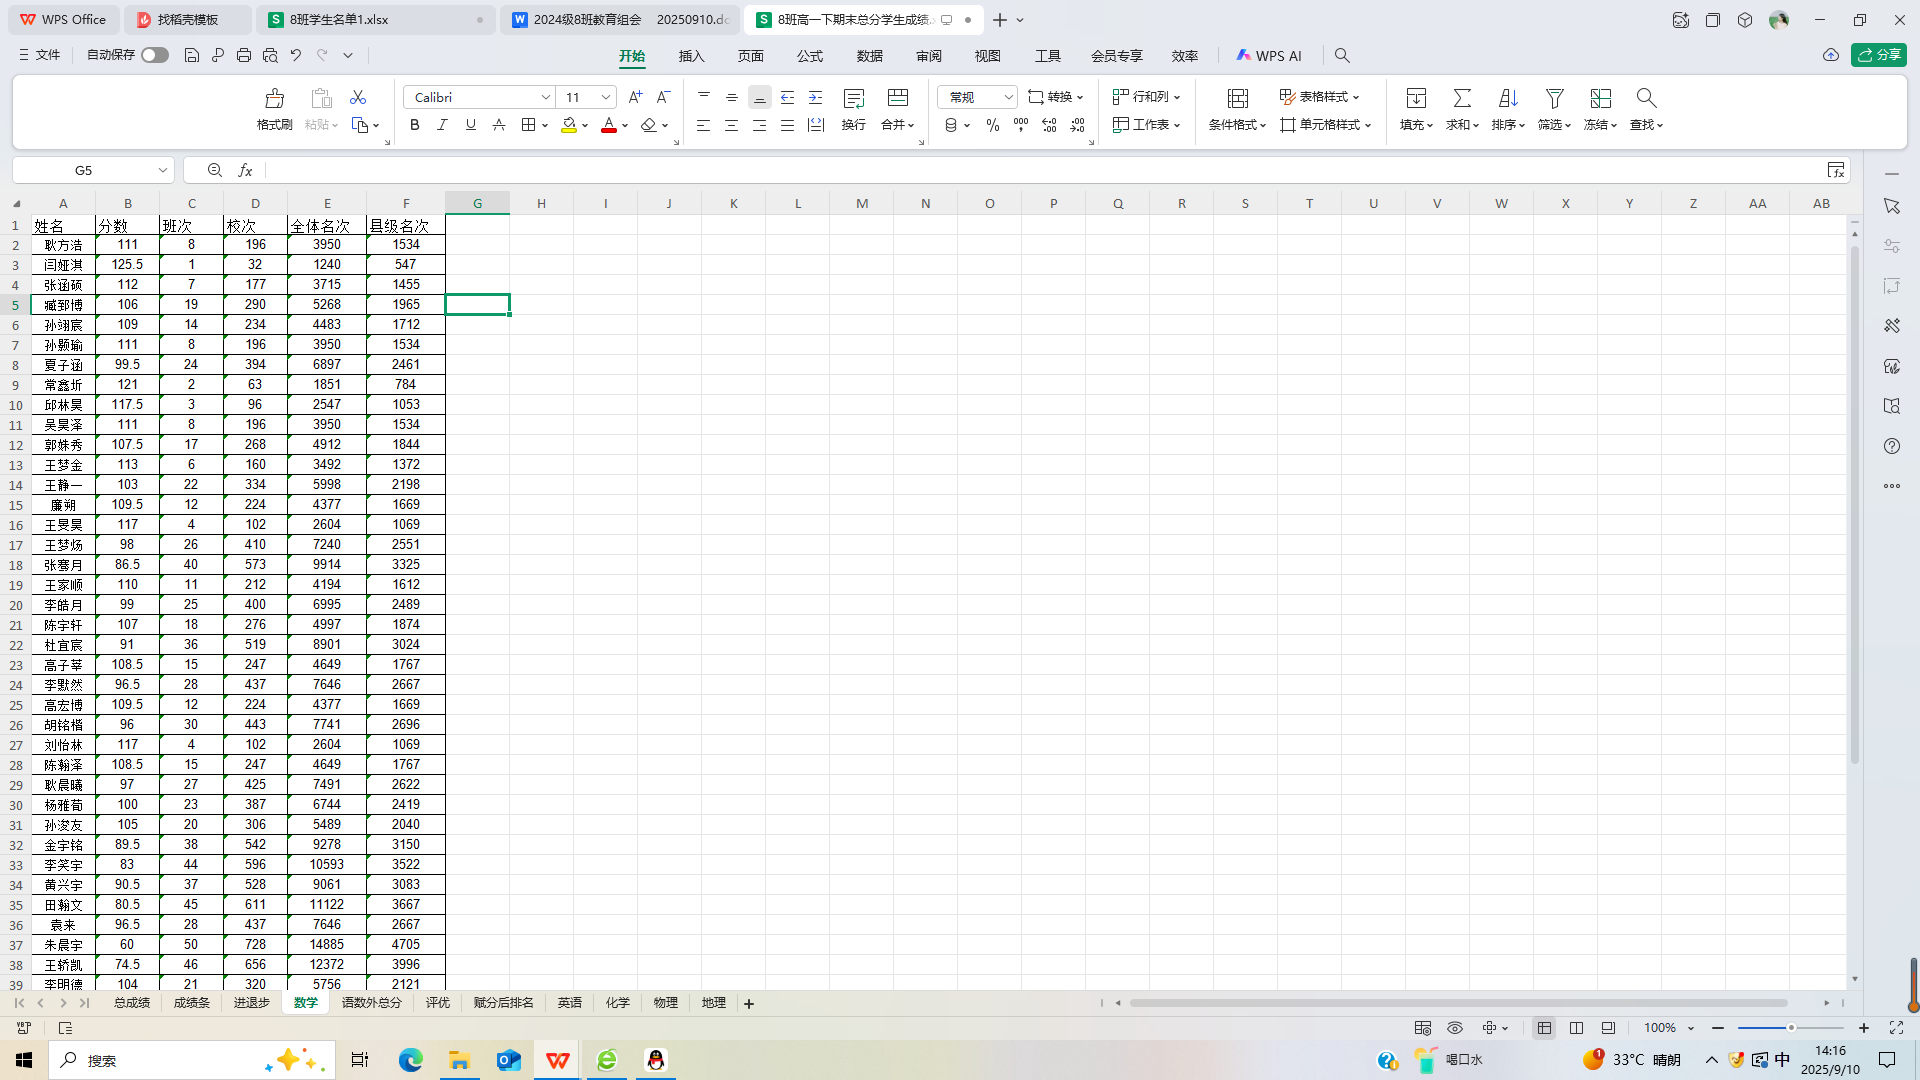 WPS Office 找稻壳模板 8班学生名单1.xlsx 2024级8班教育组会 20250910.dc 8班高一下期末总分学生成绩.
文件 自动保存 开始 插入 页面 公式 数据 审阅 视图 工具 会员专享 效率 WPS AI 分享
格式刷 粘贴 Calibri 11 换行 合并 常规 转换 行和列 工作表 条件格式 表格样式 单元格样式 填充 求和 排序 筛选 冻结 查找
G5 fx
A B C D E F G H I J K L M N O P Q R S T U V W X Y Z AA AB
1 姓名 分数 班次 校次 全体名次 县级名次
2 耿方浩 111 8 196 3950 1534
3 闫娅淇 125.5 1 32 1240 547
4 张涵硕 112 7 177 3715 1455
5 臧郅博 106 19 290 5268 1965
6 孙翊宸 109 14 234 4483 1712
7 孙颢瑜 111 8 196 3950 1534
8 夏子涵 99.5 24 394 6897 2461
9 常鑫圻 121 2 63 1851 784
10 邱林昊 117.5 3 96 2547 1053
11 吴昊泽 111 8 196 3950 1534
12 郭姝秀 107.5 17 268 4912 1844
13 王梦金 113 6 160 3492 1372
14 王静一 103 22 334 5998 2198
15 廉朔 109.5 12 224 4377 1669
16 王旻昊 117 4 102 2604 1069
17 王梦炀 98 26 410 7240 2551
18 张骞月 86.5 40 573 9914 3325
19 王家顺 110 11 212 4194 1612
20 李皓月 99 25 400 6995 2489
21 陈宇轩 107 18 276 4997 1874
22 杜宜宸 91 36 519 8901 3024
23 高子莘 108.5 15 247 4649 1767
24 李默然 96.5 28 437 7646 2667
25 高宏博 109.5 12 224 4377 1669
26 胡铭楷 96 30 443 7741 2696
27 刘怡林 117 4 102 2604 1069
28 陈翰泽 108.5 15 247 4649 1767
29 耿晨曦 97 27 425 7491 2622
30 杨雅萄 100 23 387 6744 2419
31 孙浚友 105 20 306 5489 2040
32 金宇铭 89.5 38 542 9278 3150
33 李笑宇 83 44 596 10593 3522
34 黄兴宇 90.5 37 528 9061 3083
35 田瀚文 80.5 45 611 11122 3667
36 袁来 96.5 28 437 7646 2667
37 朱晨宇 60 50 728 14885 4705
38 王轿凯 74.5 46 656 12372 3996
39 李明德 104 21 320 5756 2121
总成绩 成绩条 进退步 数学 语数外总分 评优 赋分后排名 英语 化学 物理 地理
100%
搜索 喝口水 33°C 晴朗 中 14:16
2025/9/10